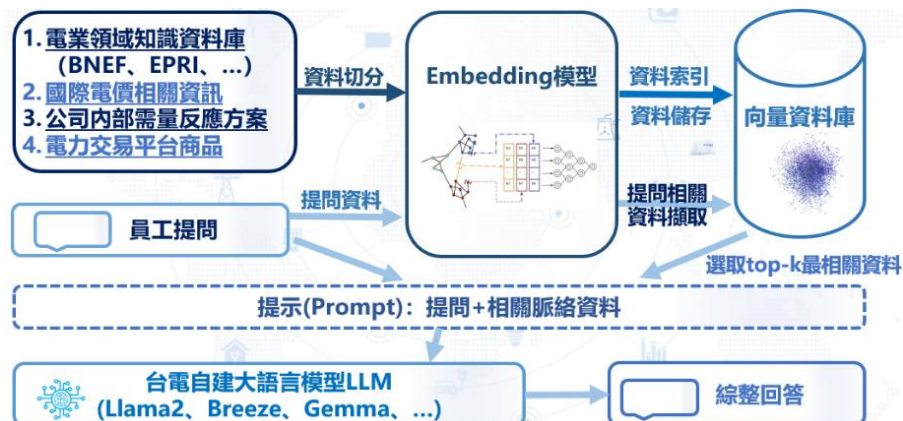 1. 電業領域知識資料庫
（BNEF、EPRI、…）
2. 國際電價相關資訊
3. 公司內部需量反應方案
4. 電力交易平台商品
資料切分
Embedding模型
資料索引
資料儲存
向量資料庫
員工提問
提問資料
提問相關
資料擷取
選取top-k最相關資料
提示(Prompt)：提問+相關脈絡資料
台電自建大語言模型LLM
(Llama2、Breeze、Gemma、…)
綜整回答